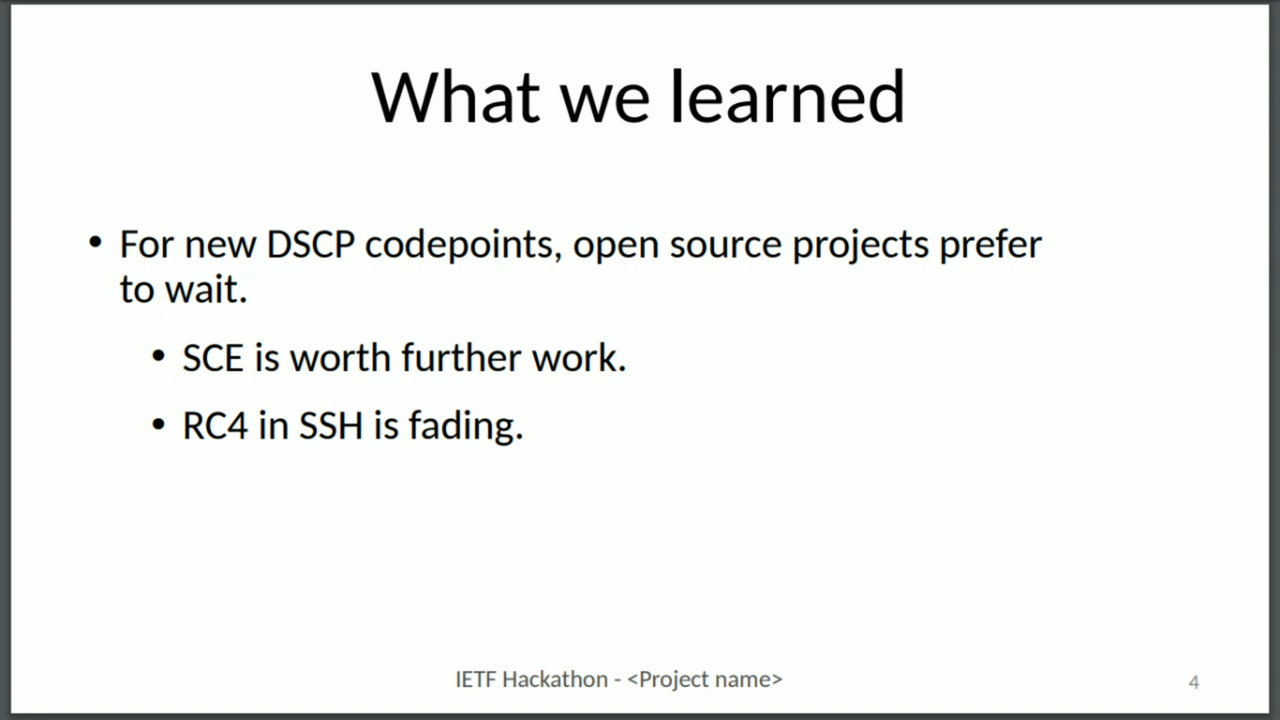 What we learned
• For new DSCP codepoints, open source projects prefer
to wait.
• SCE is worth further work.
• RC4 in SSH is fading.
IETF Hackathon - <Project name>
4